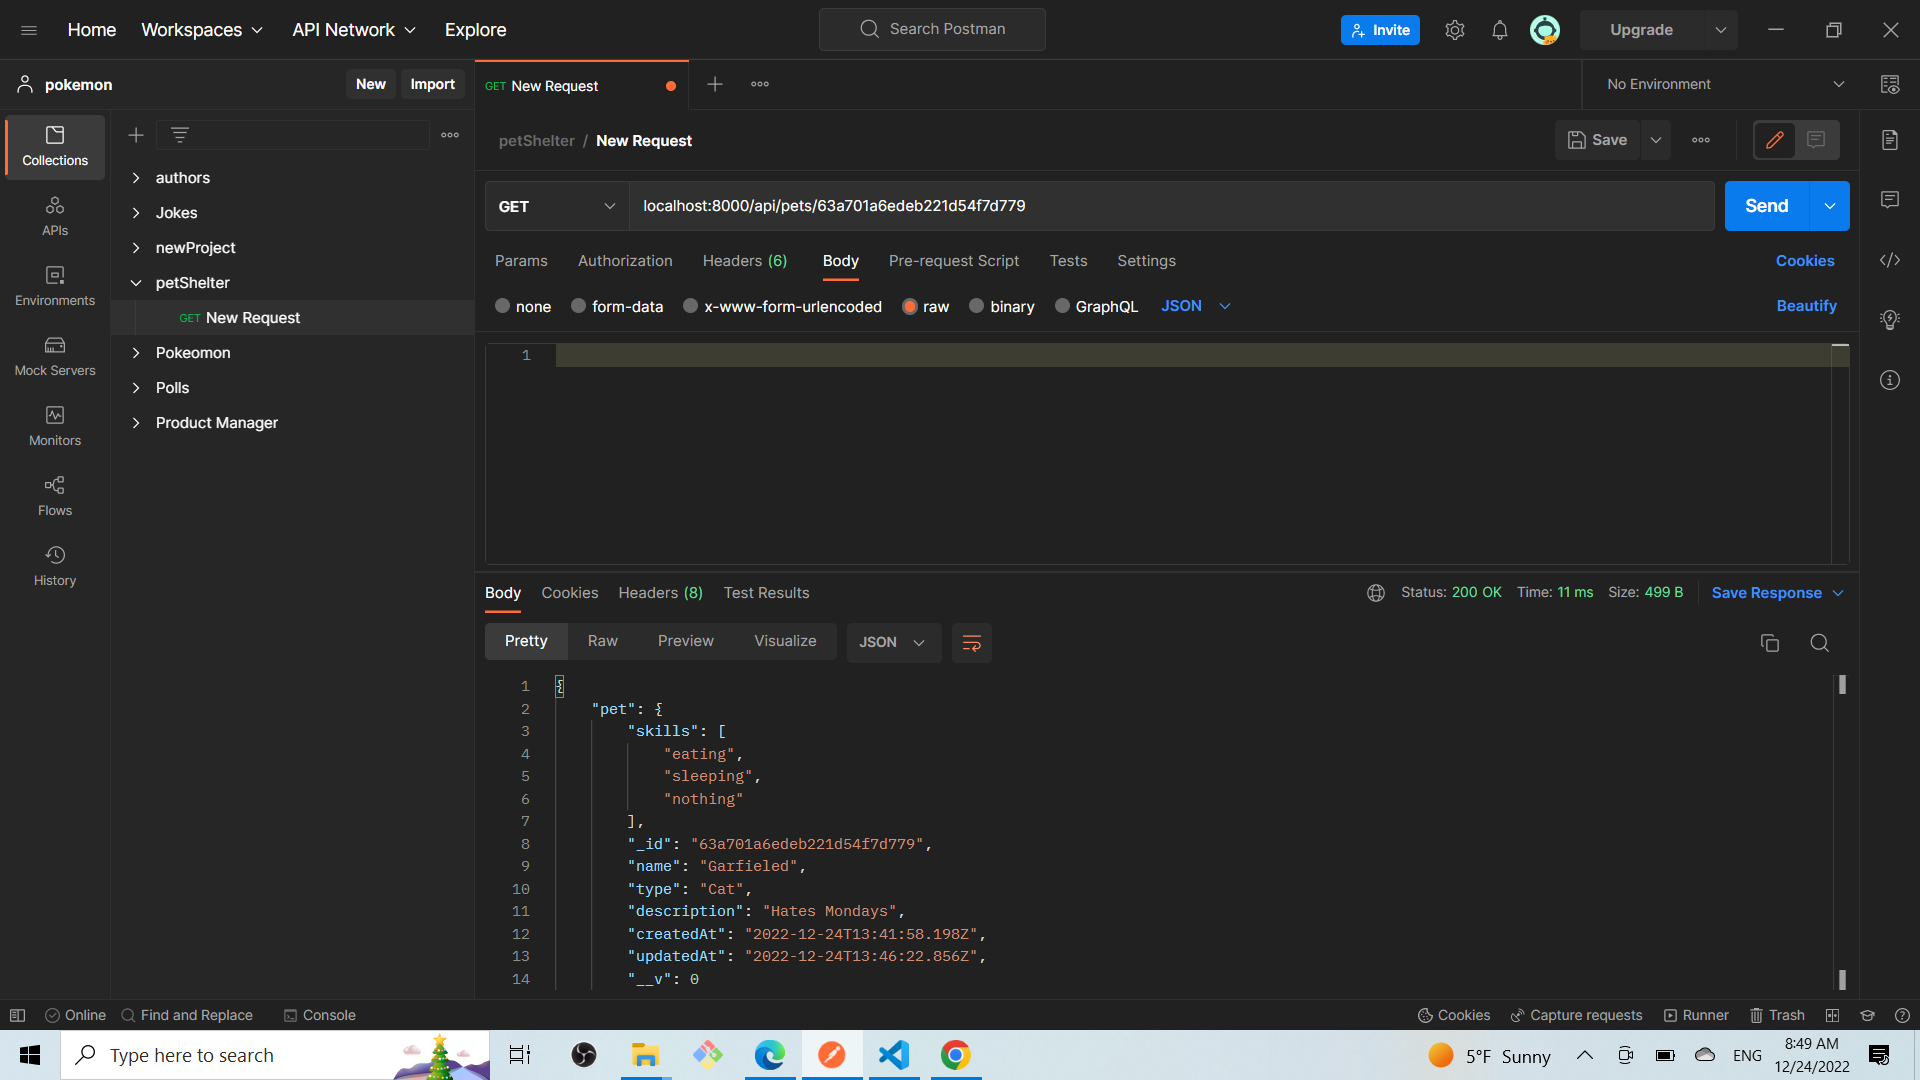 Home Workspaces API Network Explore Search Postman Invite Upgrade
pokemon New Import GET New Request No Environment
Collections
APIs
Environments
Mock Servers
Monitors
Flows
History
authors
Jokes
newProject
petShelter
GET New Request
Pokeomon
Polls
Product Manager
petShelter / New Request Save
GET localhost:8000/api/pets/63a701a6edeb221d54f7d779 Send
Params Authorization Headers (6) Body Pre-request Script Tests Settings Cookies
none form-data x-www-form-urlencoded raw binary GraphQL JSON Beautify
1
Body Cookies Headers (8) Test Results Status: 200 OK Time: 11 ms Size: 499 B Save Response
Pretty Raw Preview Visualize JSON
1 {
2 "pet": {
3 "skills": [
4 "eating",
5 "sleeping",
6 "nothing"
7 ],
8 "_id": "63a701a6edeb221d54f7d779",
9 "name": "Garfieled",
10 "type": "Cat",
11 "description": "Hates Mondays",
12 "createdAt": "2022-12-24T13:41:58.198Z",
13 "updatedAt": "2022-12-24T13:46:22.856Z",
14 "__v": 0
Online Find and Replace Console Cookies Capture requests Runner Trash
Type here to search 5°F Sunny ENG 8:49 AM
12/24/2022